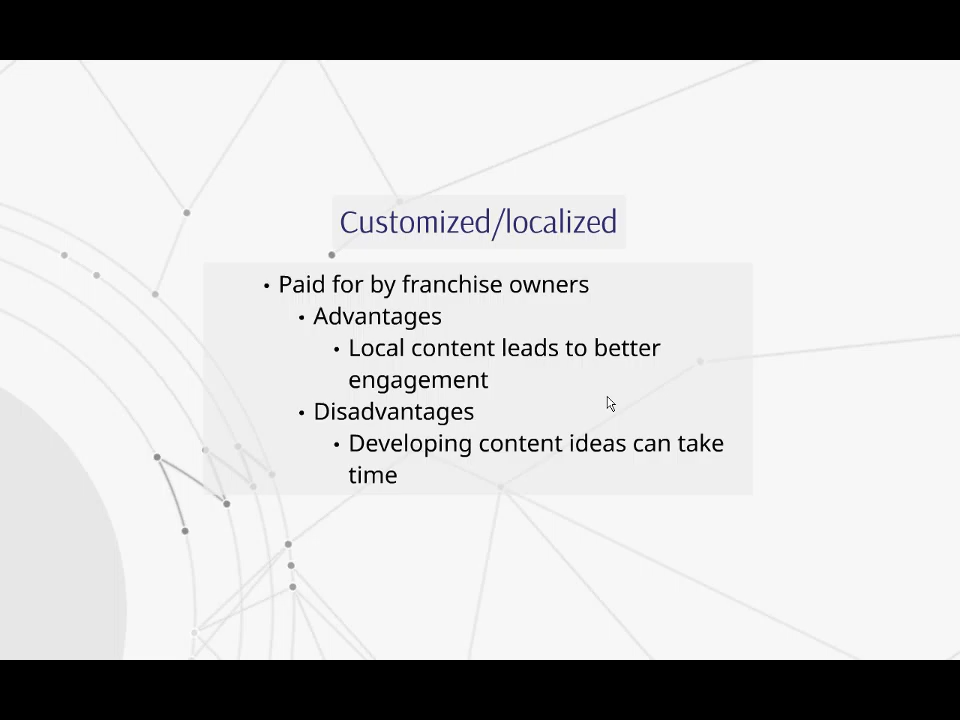 Customized/localized
• Paid for by franchise owners
• Advantages
• Local content leads to better
engagement
• Disadvantages
• Developing content ideas can take
time